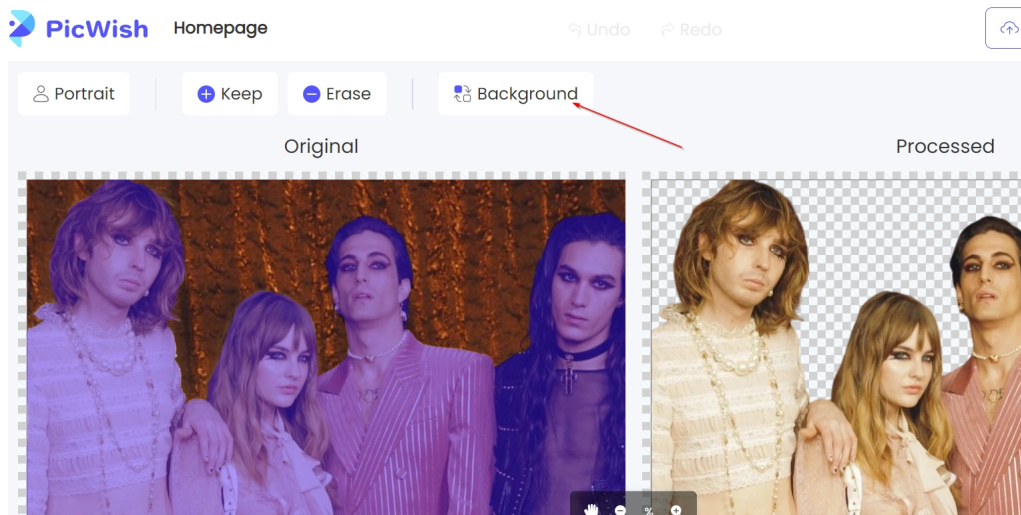 PicWish Homepage Undo Redo
Portrait Keep Erase Background
Original Processed
%